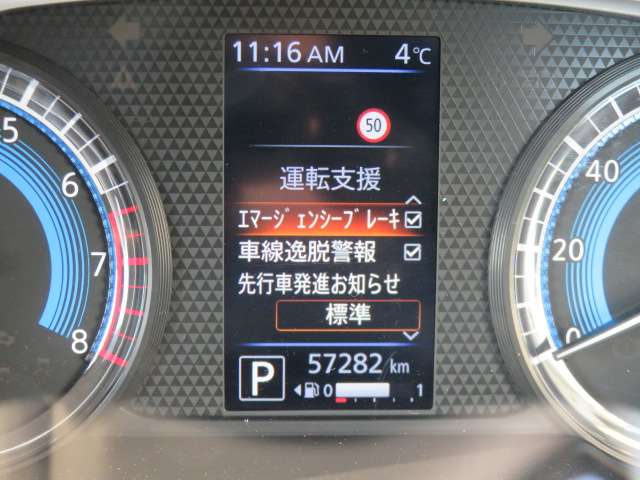 11:16 AM 4℃
50
運転支援
エマージェンシーブレーキ
車線逸脱警報
先行車発進お知らせ
標準
57282 km
P
0 1
5
6
7
8
40
20
0